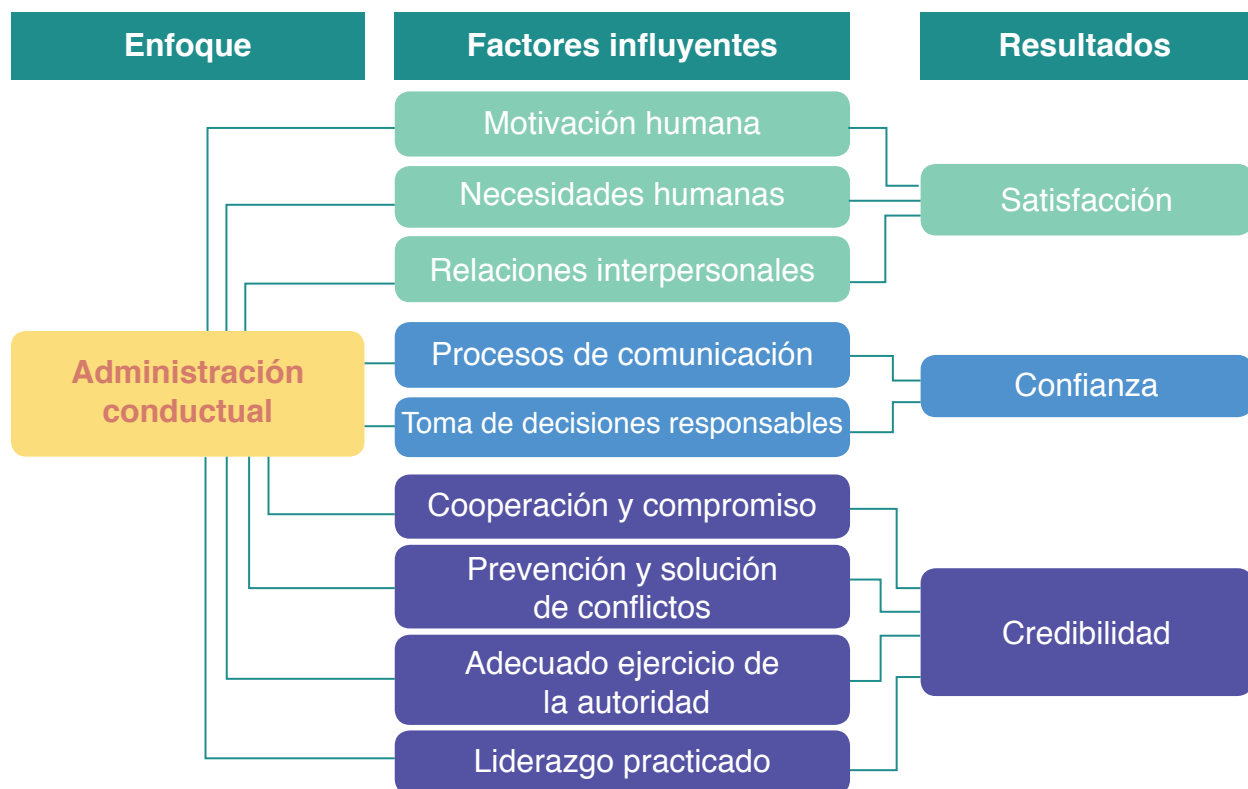 Enfoque
Factores influyentes
Resultados
Motivación humana
Necesidades humanas
Relaciones interpersonales
Satisfacción
Administración
conductual
Procesos de comunicación
Toma de decisiones responsables
Confianza
Cooperación y compromiso
Prevención y solución
de conflictos
Adecuado ejercicio de
la autoridad
Liderazgo practicado
Credibilidad